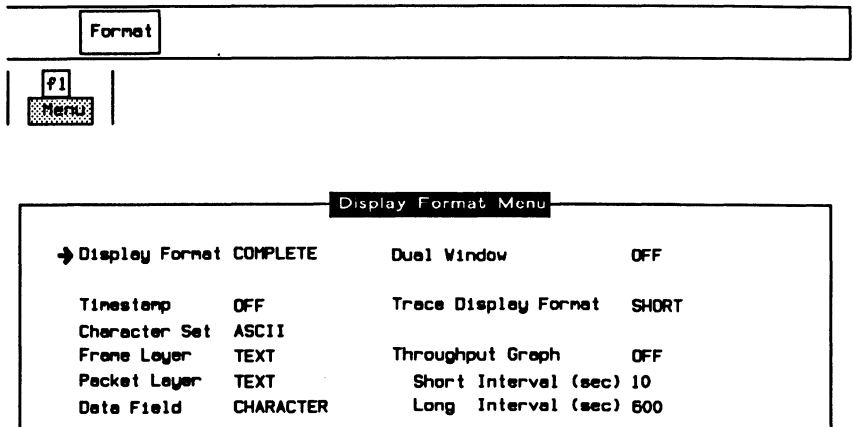 Format
f1
Menu
Display Format Menu
→ Display Format COMPLETE Dual Window OFF
Timestamp OFF Trace Display Format SHORT
Character Set ASCII
Frame Layer TEXT Throughput Graph OFF
Packet Layer TEXT Short Interval (sec) 10
Data Field CHARACTER Long Interval (sec) 600